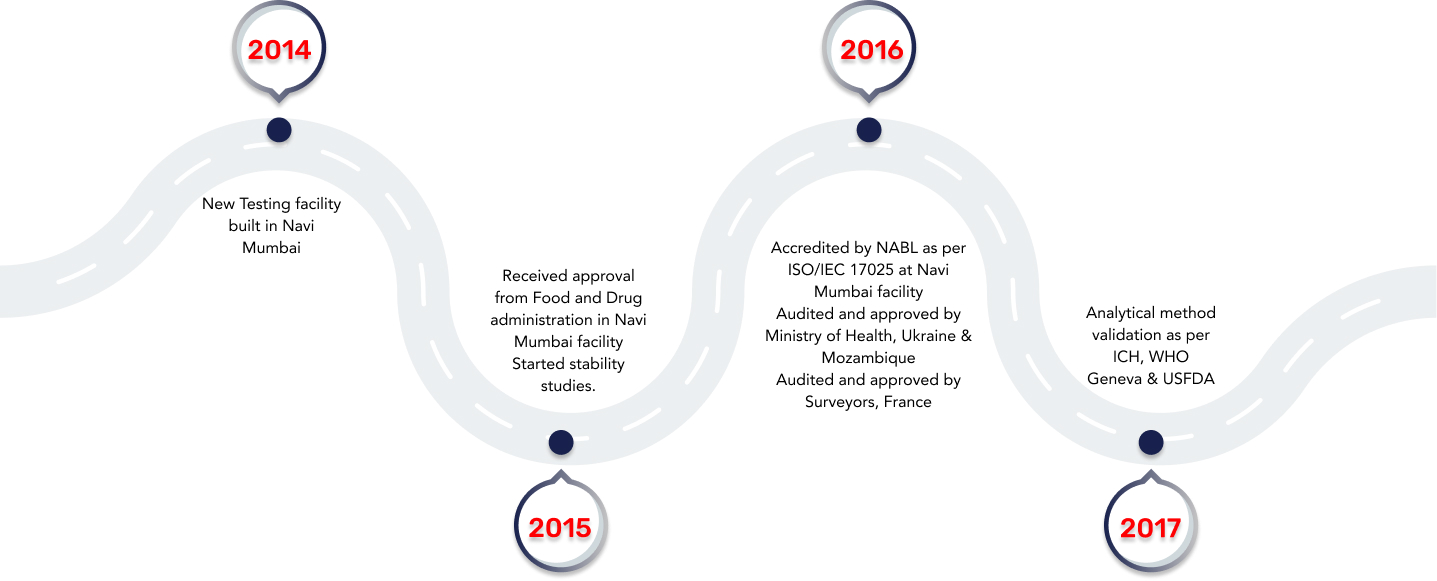 2014
New Testing facility
built in Navi
Mumbai
2015
Received approval
from Food and Drug
administration in Navi
Mumbai facility
Started stability
studies.
2016
Accredited by NABL as per
ISO/IEC 17025 at Navi
Mumbai facility
Audited and approved by
Ministry of Health, Ukraine &
Mozambique
Audited and approved by
Surveyors, France
2017
Analytical method
validation as per
ICH, WHO
Geneva & USFDA